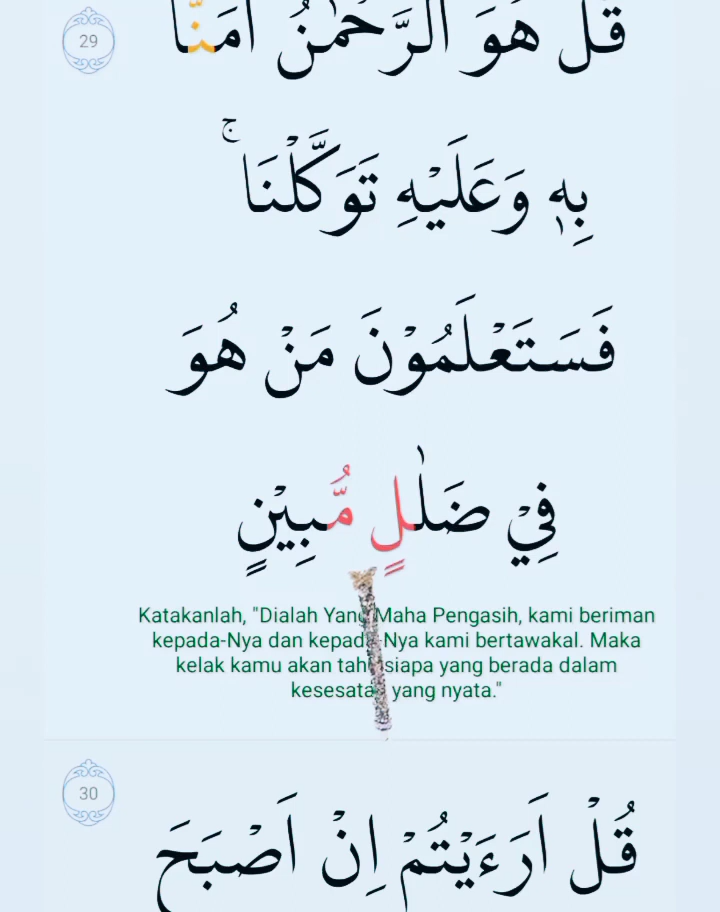 29
قُلْ هُوَ الرَّحْمٰنُ اٰمَنَّا
بِهٖ وَعَلَيْهِ تَوَكَّلْنَاۚ
فَسَتَعْلَمُوْنَ مَنْ هُوَ
فِيْ ضَلٰلٍ مُّبِيْنٍ
Katakanlah, "Dialah Yang Maha Pengasih, kami beriman
kepada-Nya dan kepada-Nya kami bertawakal. Maka
kelak kamu akan tahu siapa yang berada dalam
kesesatan yang nyata."
30
قُلْ اَرَءَيْتُمْ اِنْ اَصْبَحَ